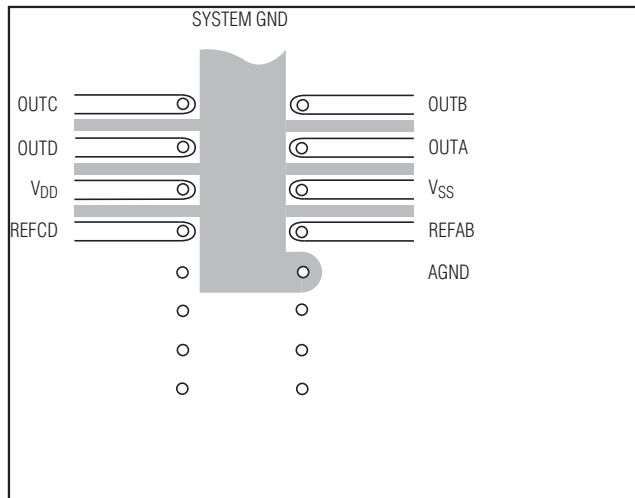 SYSTEM GND
OUTC
OUTB
OUTD
OUTA
VDD
VSS
REFCD
REFAB
AGND